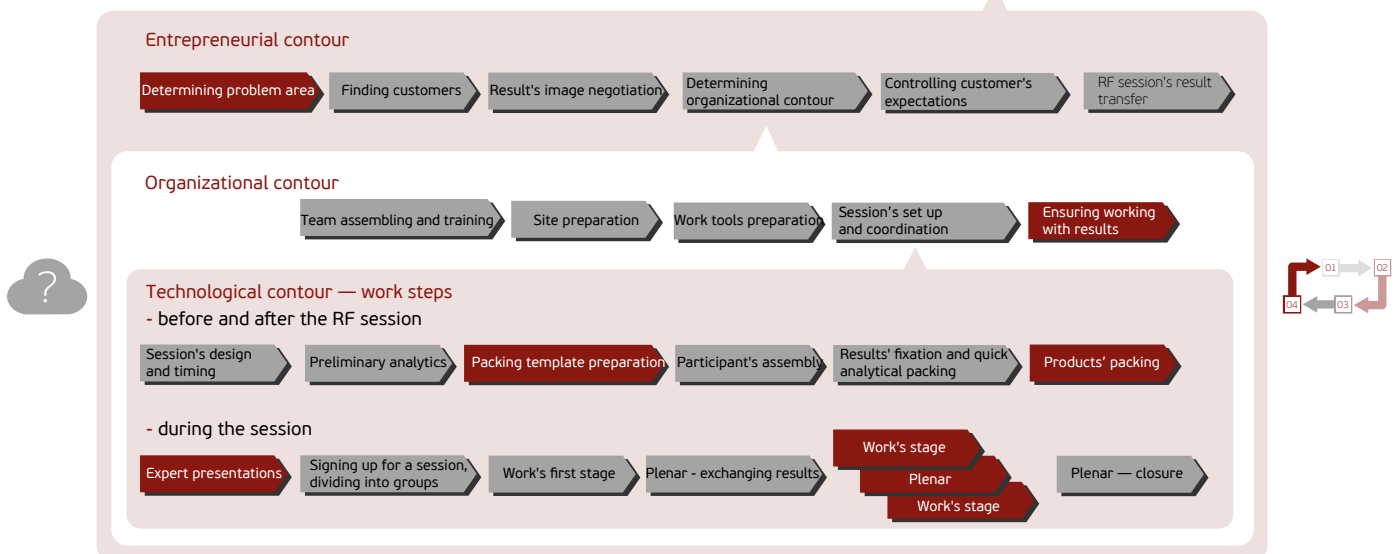 Entrepreneurial contour
Determining problem area
Finding customers
Result's image negotiation
Determining
organizational contour
Controlling customer's
expectations
RF session's result
transfer
Organizational contour
Team assembling and training
Site preparation
Work tools preparation
Session's set up
and coordination
Ensuring working
with results
?
01
02
04
03
Technological contour — work steps
- before and after the RF session
Session's design
and timing
Preliminary analytics
Packing template preparation
Participant's assembly
Results' fixation and quick
analytical packing
Products' packing
- during the session
Expert presentations
Signing up for a session,
dividing into groups
Work's first stage
Plenar - exchanging results
Work's stage
Plenar
Work's stage
Plenar — closure